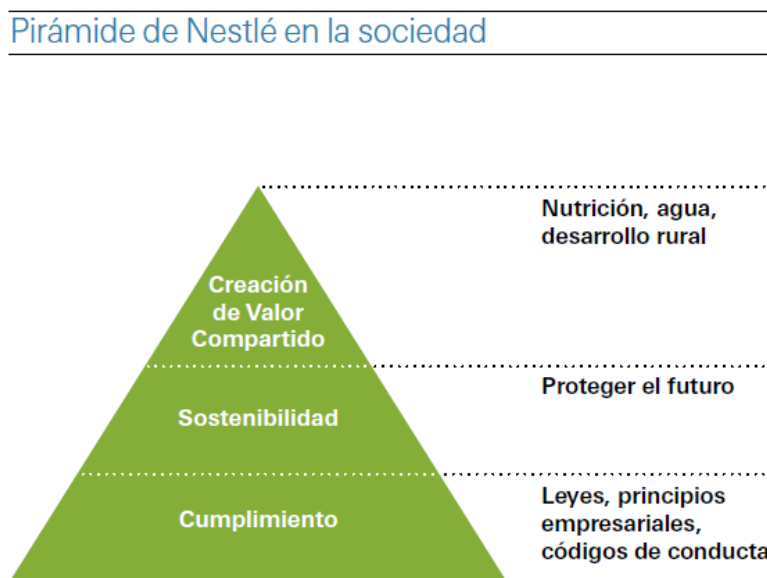 Pirámide de Nestlé en la sociedad
Nutrición, agua,
desarrollo rural
Creación
de Valor
Compartido
Proteger el futuro
Sostenibilidad
Leyes, principios
empresariales,
códigos de conducta
Cumplimiento